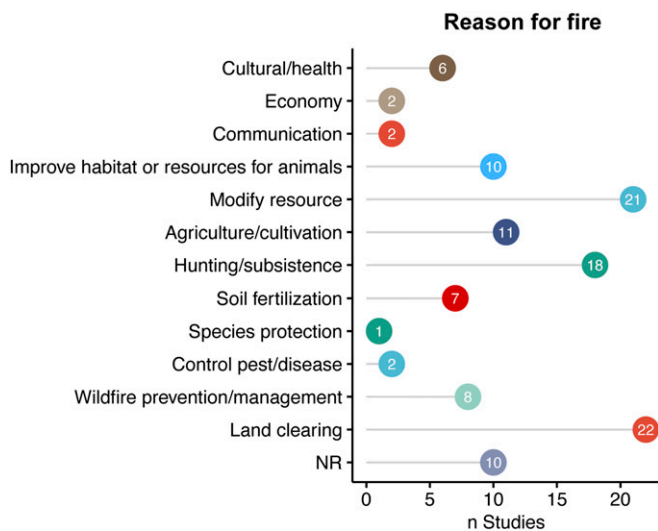 Reason for fire
Cultural/health 6
Economy 2
Communication 2
Improve habitat or resources for animals 10
Modify resource 21
Agriculture/cultivation 11
Hunting/subsistence 18
Soil fertilization 7
Species protection 1
Control pest/disease 2
Wildfire prevention/management 8
Land clearing 22
NR 10
0 5 10 15 20
n Studies